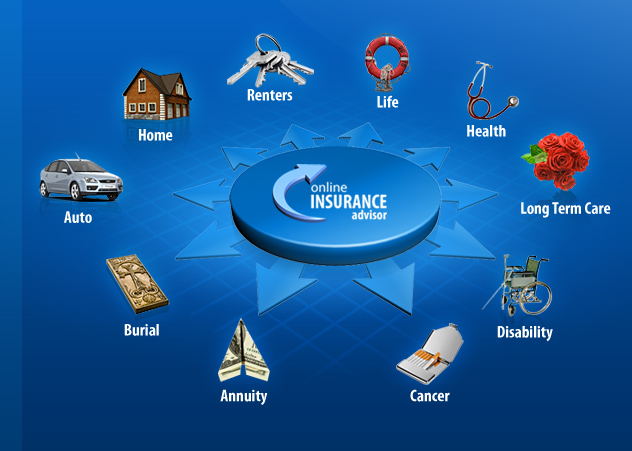 Renters
Life
Home
Health
Auto
Long Term Care
online
INSURANCE
advisor
Burial
Disability
Annuity
Cancer